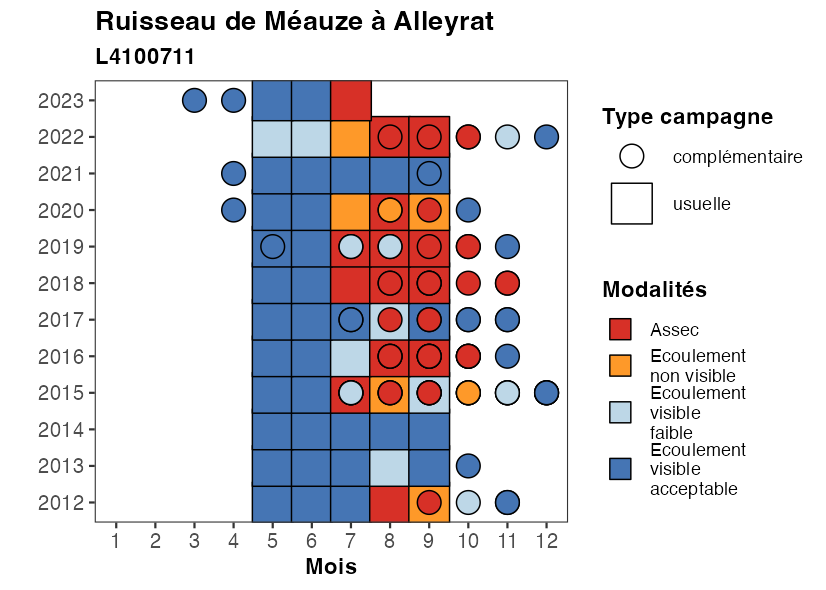 Ruisseau de Méauze à Alleyrat
L4100711
2023
2022
2021
2020
2019
2018
2017
2016
2015
2014
2013
2012
1 2 3 4 5 6 7 8 9 10 11 12
Mois
Type campagne
complémentaire
usuelle
Modalités
Assec
Ecoulement
non visible
Ecoulement
visible
faible
Ecoulement
visible
acceptable